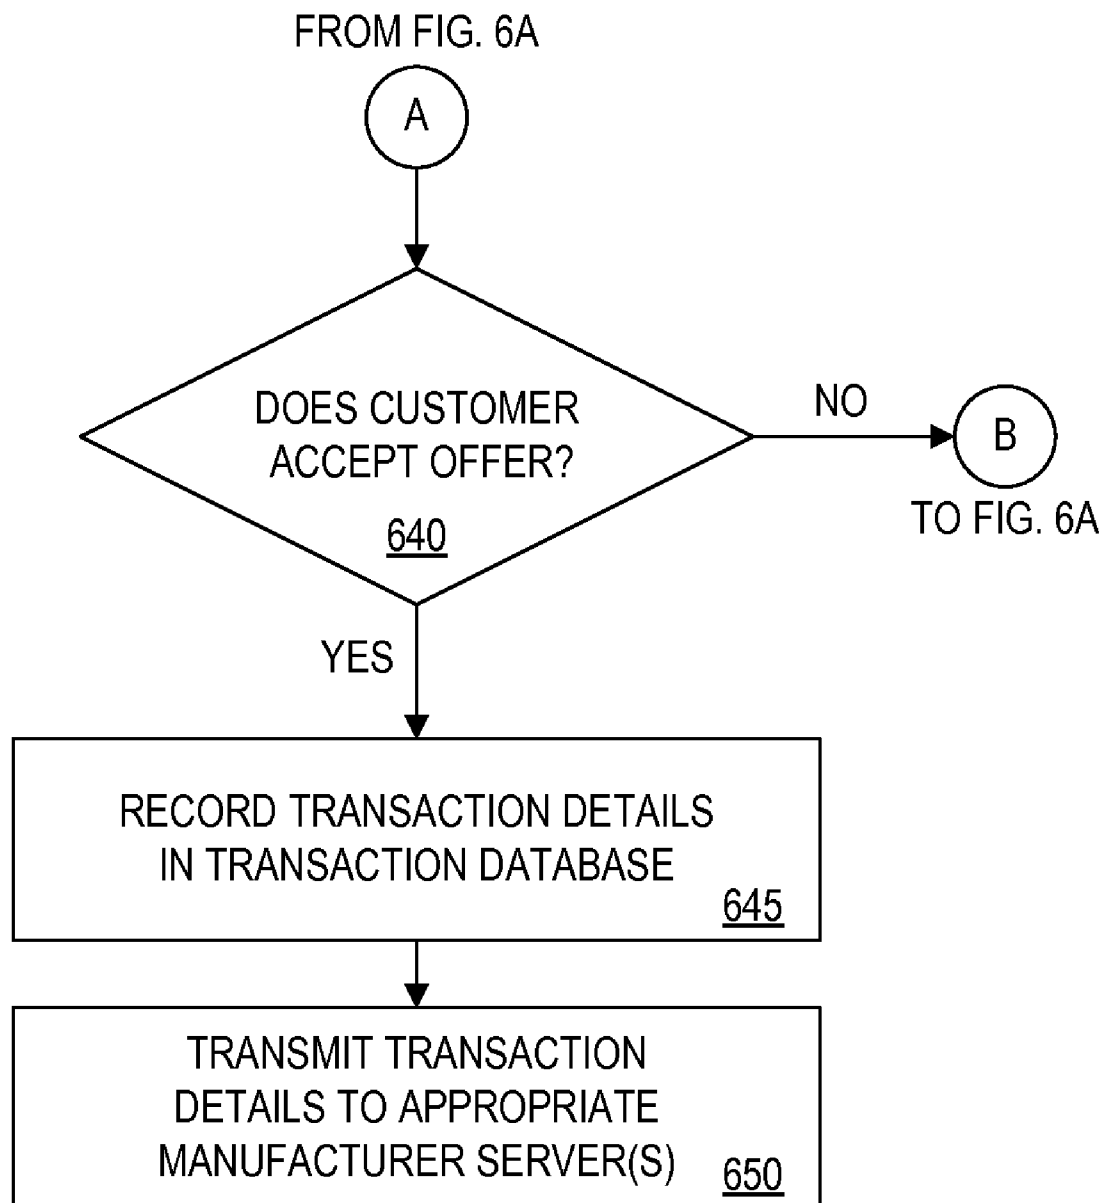 FROM FIG. 6A
A
DOES CUSTOMER
ACCEPT OFFER?
640
NO
B
TO FIG. 6A
YES
RECORD TRANSACTION DETAILS
IN TRANSACTION DATABASE
645
TRANSMIT TRANSACTION
DETAILS TO APPROPRIATE
MANUFACTURER SERVER(S)
650